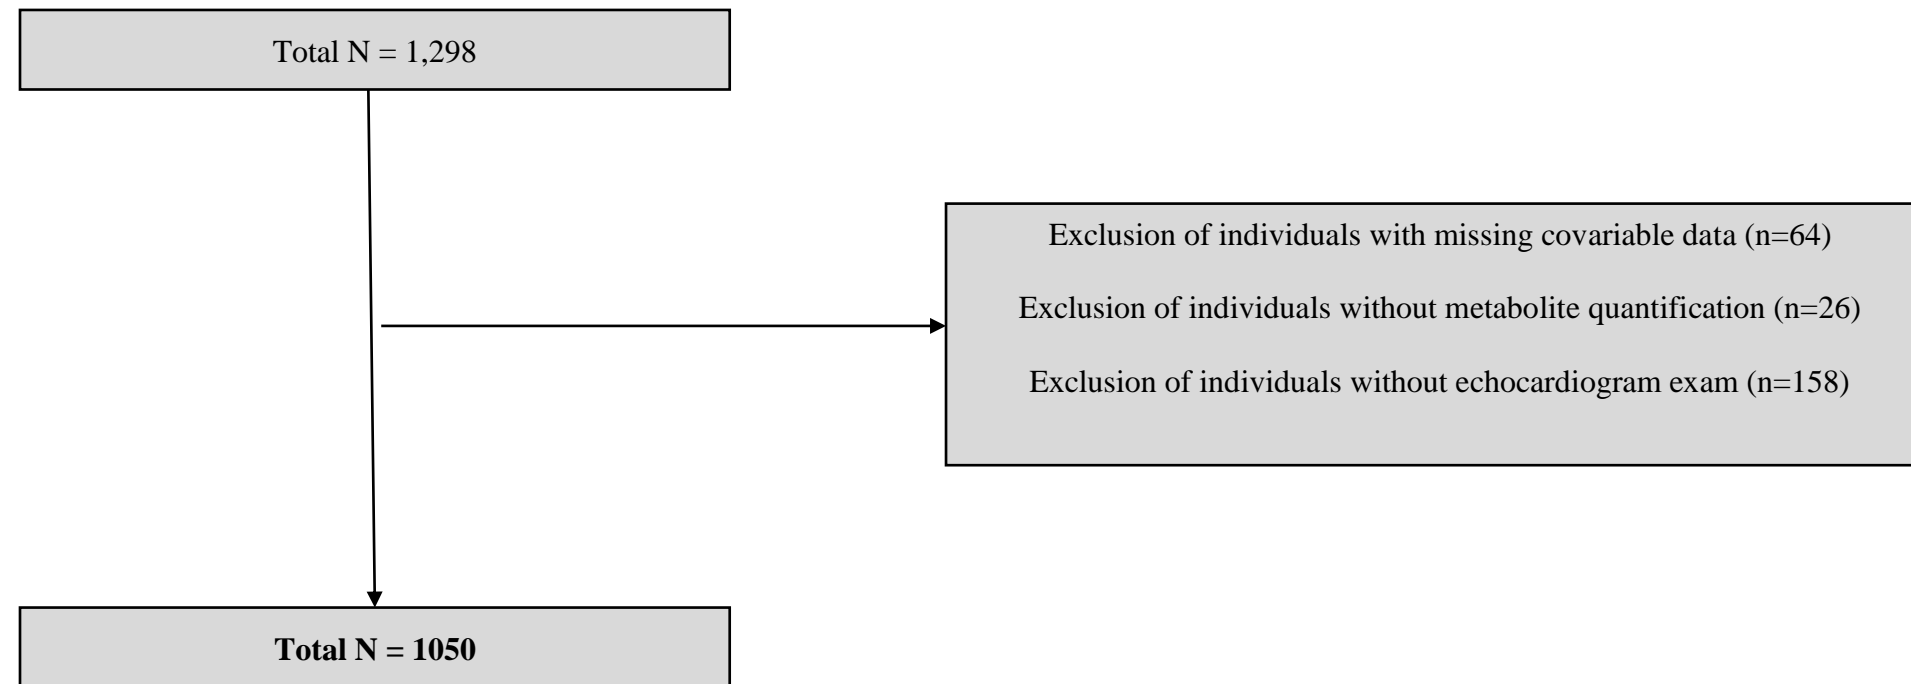 Total N = 1,298
Exclusion of individuals with missing covariable data (n=64)
Exclusion of individuals without metabolite quantification (n=26)
Exclusion of individuals without echocardiogram exam (n=158)
Total N = 1050